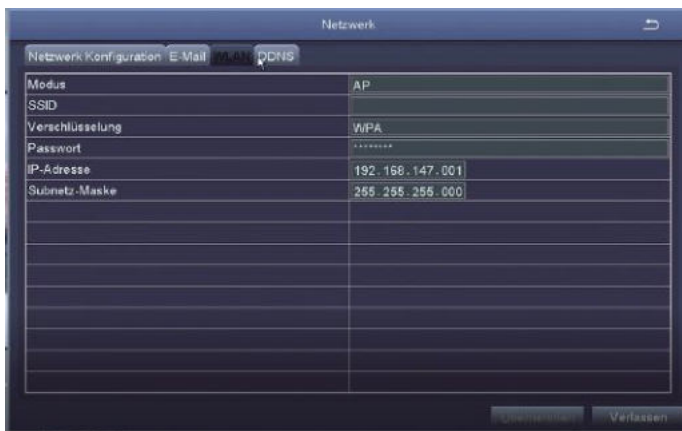 Netzwerk
Netzwerk Konfiguration E-Mail WLAN DDNS
Modus AP
SSID
Verschlüsselung WPA
Passwort ********
IP-Adresse 192.168.147.001
Subnetz-Maske 255.255.255.000
Übernehmen Verlassen